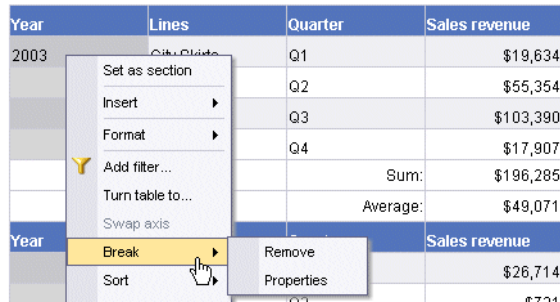 Year Lines Quarter Sales revenue
2003 City Skirts Q1 $19,634
Set as section
Q2 $55,354
Insert
Q3 $103,390
Format
Q4 $17,907
Add filter...
Sum: $196,285
Turn table to...
Average: $49,071
Swap axis
Year Sales revenue
Break Remove
$26,714
Sort Properties